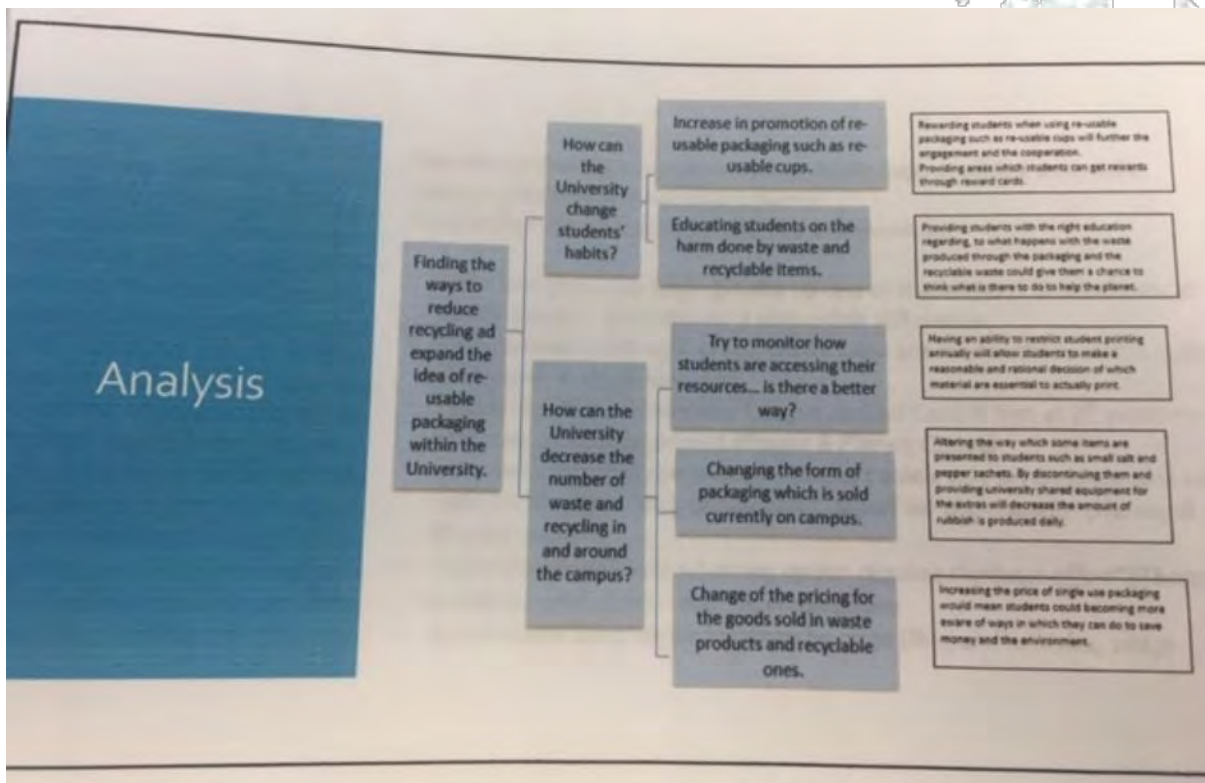 Analysis
Finding the
ways to
reduce
recycling ad
expand the
idea of re-
usable
packaging
within the
University.
How can
the
University
change
students'
habits?
Increase in promotion of re-
usable packaging such as re-
usable cups.
Rewarding students when using re-usable
packaging such as re-usable cups will further the
engagement and the cooperation.
Providing areas which students can get rewards
through reward cards.
Educating students on the
harm done by waste and
recyclable items.
Providing students with the right education
regarding, to what happens with the waste
produced through the packaging and the
recyclable waste could give them a chance to
think what is there to do to help the planet.
How can the
University
decrease the
number of
waste and
recycling in
and around
the campus?
Try to monitor how
students are accessing their
resources... is there a better
way?
Having an ability to restrict student printing
annually will allow students to make a
reasonable and rational decision of which
material are essential to actually print.
Changing the form of
packaging which is sold
currently on campus.
Altering the way which some items are
presented to students such as small salt and
pepper sachets. By discontinuing them and
providing university shared equipment for
the extras will decrease the amount of
rubbish is produced daily.
Change of the pricing for
the goods sold in waste
products and recyclable
ones.
Increasing the price of single use packaging
would mean students could becoming more
aware of ways in which they can do to save
money and the environment.